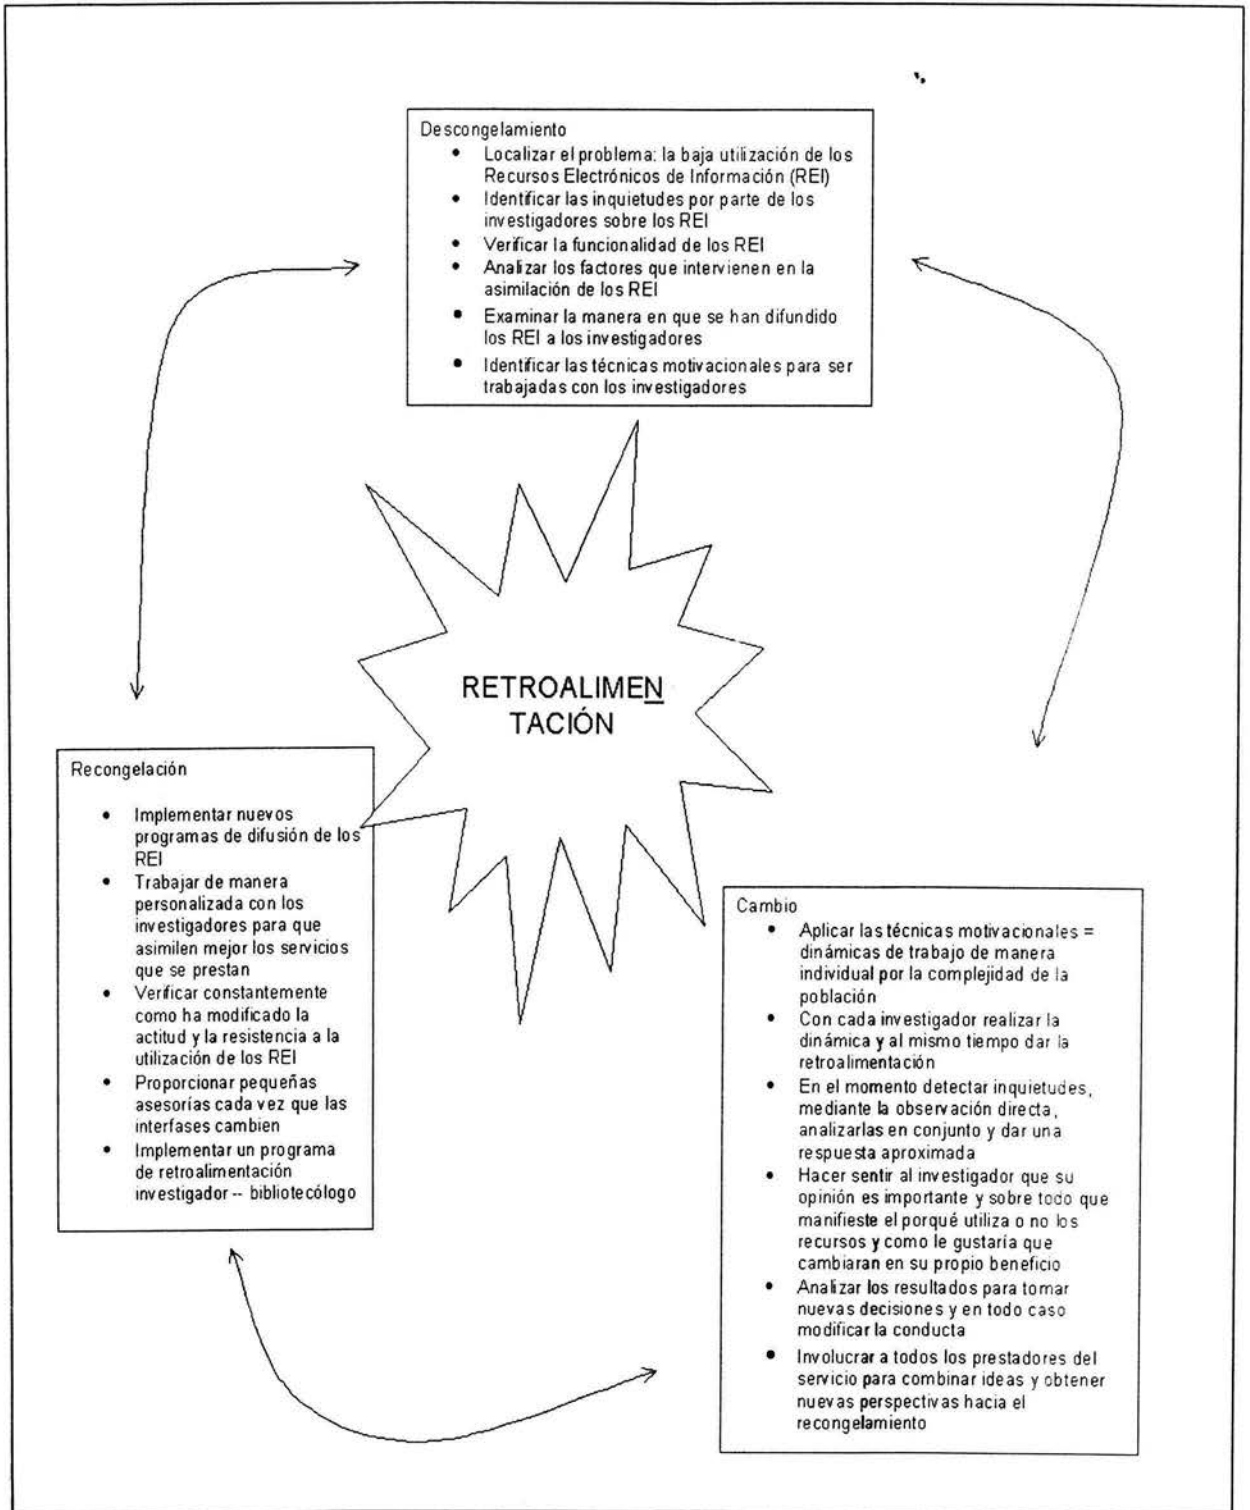 Descongelamiento
• Localizar el problema: la baja utilización de los
Recursos Electrónicos de Información (REI)
• Identificar las inquietudes por parte de los
investigadores sobre los REI
• Verificar la funcionalidad de los REI
• Analizar los factores que intervienen en la
asimilación de los REI
• Examinar la manera en que se han difundido
los REI a los investigadores
• Identificar las técnicas motivacionales para ser
trabajadas con los investigadores
RETROALIMEN
TACIÓN
Recongelación
• Implementar nuevos
programas de difusión de los
REI
• Trabajar de manera
personalizada con los
investigadores para que
asimilen mejor los servicios
que se prestan
• Verificar constantemente
como ha modificado la
actitud y la resistencia a la
utilización de los REI
• Proporcionar pequeñas
asesorías cada vez que las
interfases cambien
• Implementar un programa
de retroalimentación
investigador -- bibliotecólogo
Cambio
• Aplicar las técnicas motivacionales =
dinámicas de trabajo de manera
individual por la complejidad de la
población
• Con cada investigador realizar la
dinámica y al mismo tiempo dar la
retroalimentación
• En el momento detectar inquietudes,
mediante la observación directa,
analizarlas en conjunto y dar una
respuesta aproximada
• Hacer sentir al investigador que su
opinión es importante y sobre todo que
manifieste el porqué utiliza o no los
recursos y como le gustaría que
cambiaran en su propio beneficio
• Analizar los resultados para tomar
nuevas decisiones y en todo caso
modificar la conducta
• Involucrar a todos los prestadores del
servicio para combinar ideas y obtener
nuevas perspectivas hacia el
recongelamiento